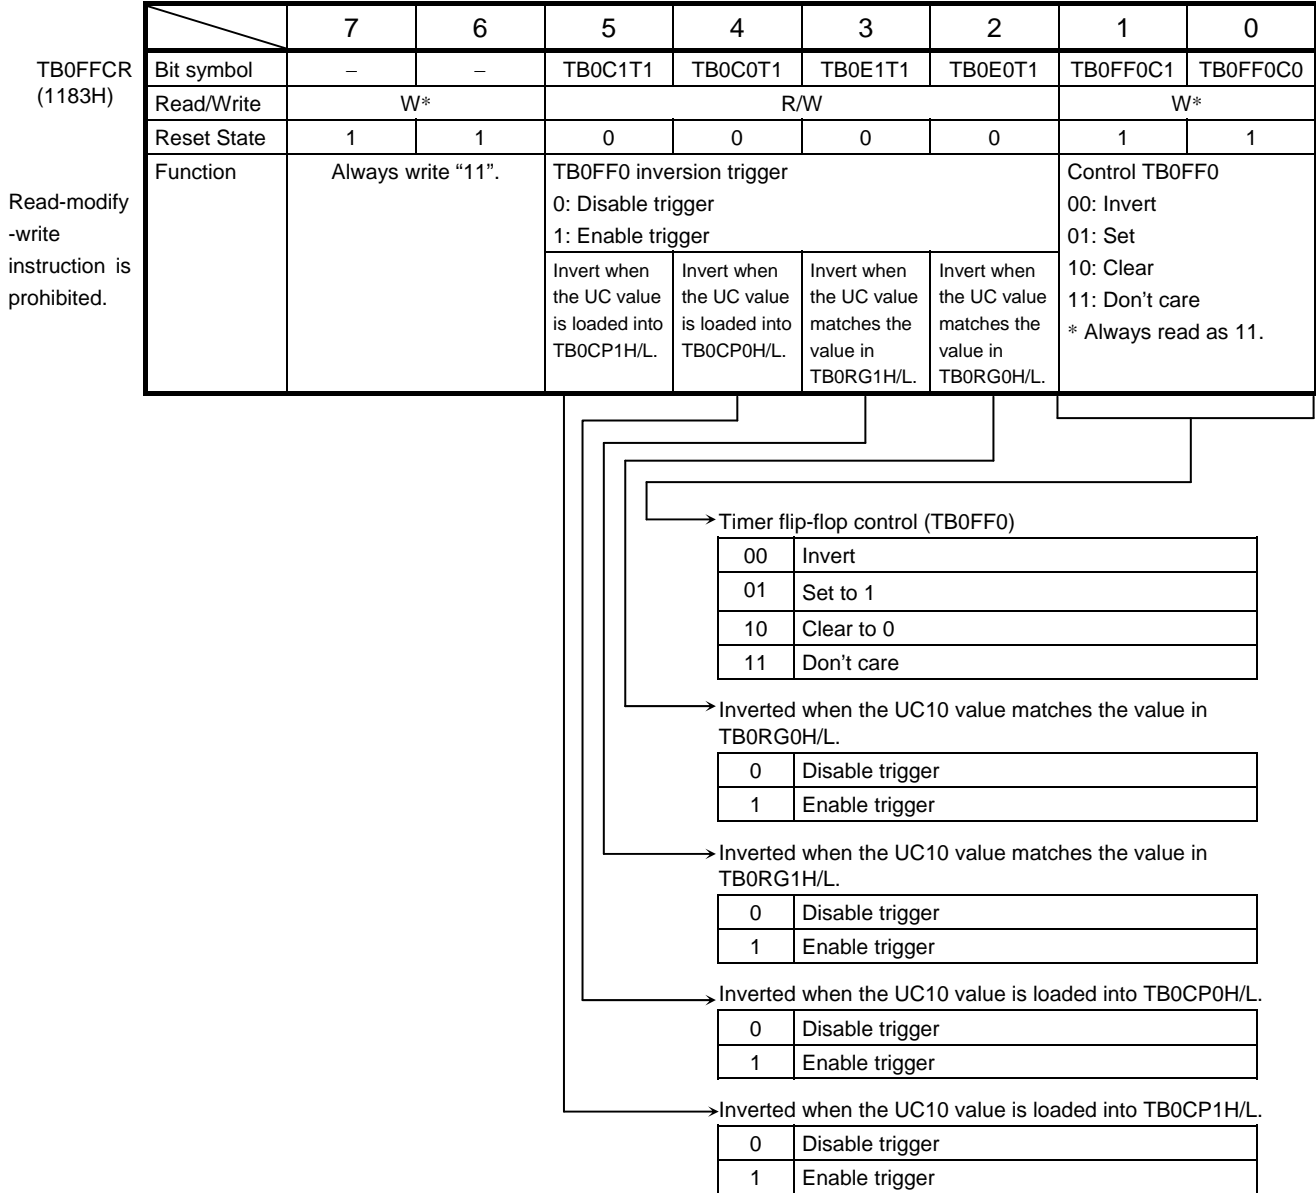 7 6 5 4 3 2 1 0
TB0FFCR
(1183H)
Bit symbol − − TB0C1T1 TB0C0T1 TB0E1T1 TB0E0T1 TB0FF0C1 TB0FF0C0
Read/Write W* R/W W*
Reset State 1 1 0 0 0 0 1 1
Read-modify
-write
instruction is
prohibited.
Function
Always write “11”.
TB0FF0 inversion trigger
0: Disable trigger
1: Enable trigger
Invert when
the UC value
is loaded into
TB0CP1H/L.
Invert when
the UC value
is loaded into
TB0CP0H/L.
Invert when
the UC value
matches the
value in
TB0RG1H/L.
Invert when
the UC value
matches the
value in
TB0RG0H/L.
Control TB0FF0
00: Invert
01: Set
10: Clear
11: Don’t care
* Always read as 11.
Timer flip-flop control (TB0FF0)
00 Invert
01 Set to 1
10 Clear to 0
11 Don’t care
Inverted when the UC10 value matches the value in
TB0RG0H/L.
0 Disable trigger
1 Enable trigger
Inverted when the UC10 value matches the value in
TB0RG1H/L.
0 Disable trigger
1 Enable trigger
Inverted when the UC10 value is loaded into TB0CP0H/L.
0 Disable trigger
1 Enable trigger
Inverted when the UC10 value is loaded into TB0CP1H/L.
0 Disable trigger
1 Enable trigger